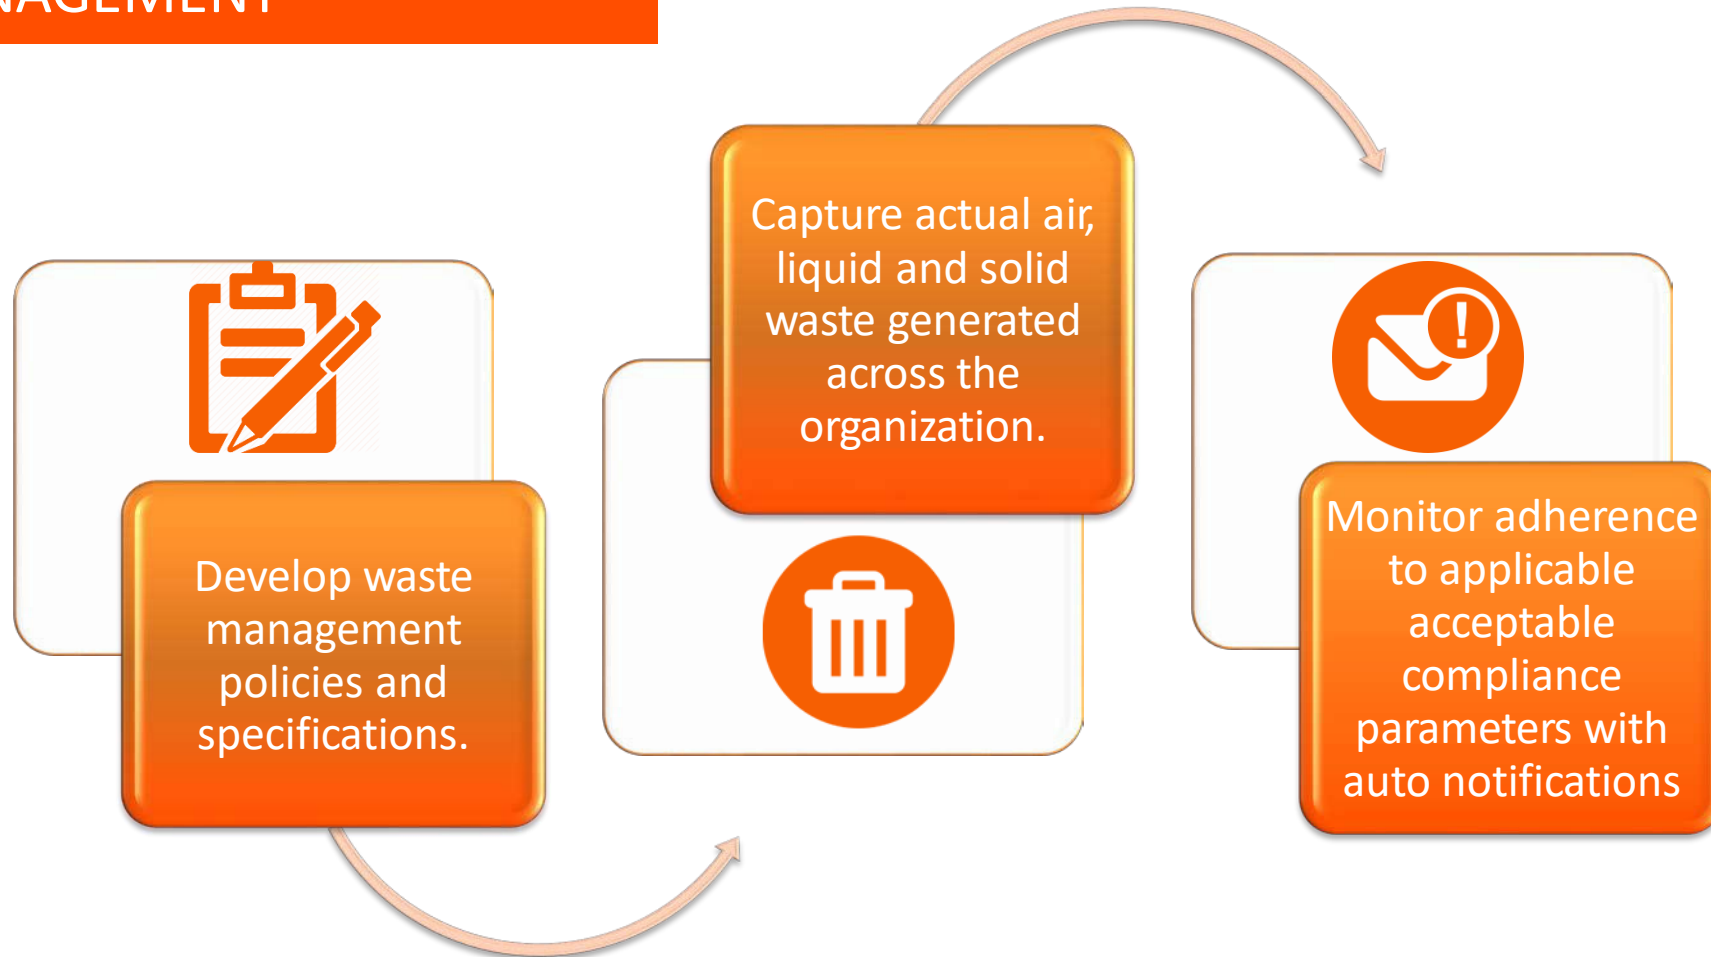 NAGEMENT
Develop waste
management
policies and
specifications.
Capture actual air,
liquid and solid
waste generated
across the
organization.
!
Monitor adherence
to applicable
acceptable
compliance
parameters with
auto notifications